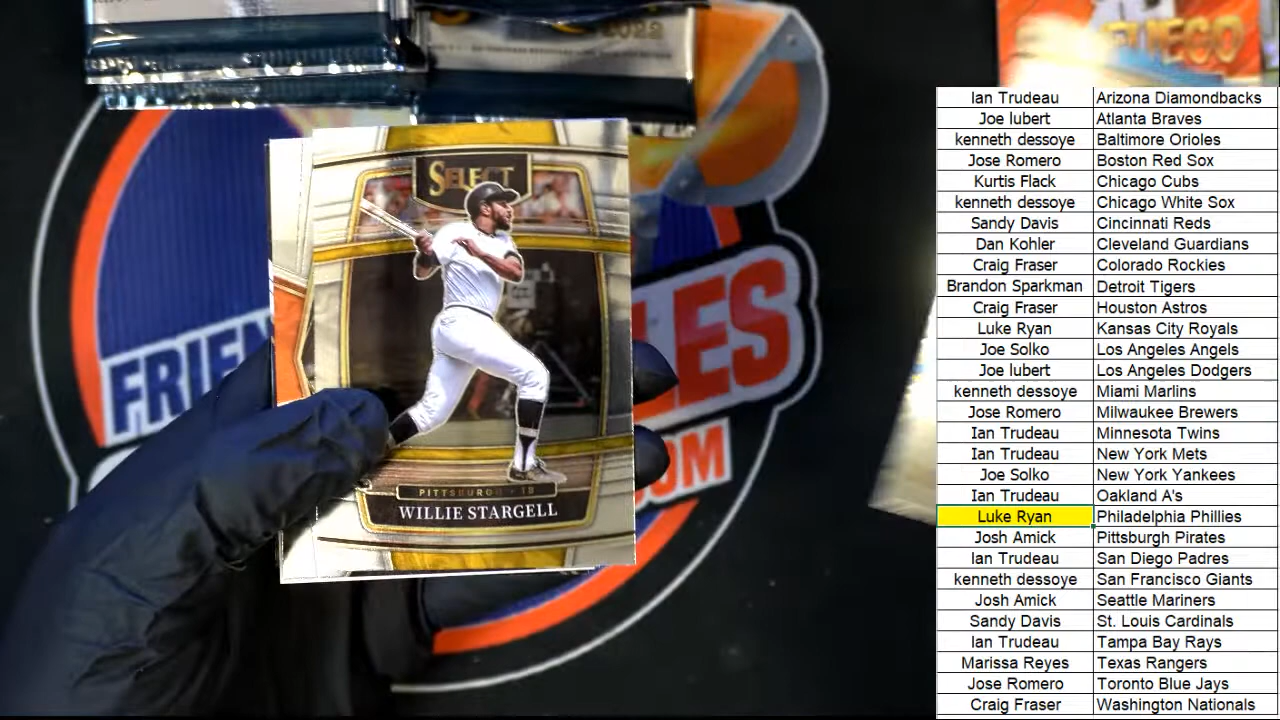 2022
FUEGO
SELECT
PITTSBURGH • 1B
WILLIE STARGELL
FRIE
LES
OM
Ian Trudeau Arizona Diamondbacks
Joe lubert Atlanta Braves
kenneth dessoye Baltimore Orioles
Jose Romero Boston Red Sox
Kurtis Flack Chicago Cubs
kenneth dessoye Chicago White Sox
Sandy Davis Cincinnati Reds
Dan Kohler Cleveland Guardians
Craig Fraser Colorado Rockies
Brandon Sparkman Detroit Tigers
Craig Fraser Houston Astros
Luke Ryan Kansas City Royals
Joe Solko Los Angeles Angels
Joe lubert Los Angeles Dodgers
kenneth dessoye Miami Marlins
Jose Romero Milwaukee Brewers
Ian Trudeau Minnesota Twins
Ian Trudeau New York Mets
Joe Solko New York Yankees
Ian Trudeau Oakland A's
Luke Ryan Philadelphia Phillies
Josh Amick Pittsburgh Pirates
Ian Trudeau San Diego Padres
kenneth dessoye San Francisco Giants
Josh Amick Seattle Mariners
Sandy Davis St. Louis Cardinals
Ian Trudeau Tampa Bay Rays
Marissa Reyes Texas Rangers
Jose Romero Toronto Blue Jays
Craig Fraser Washington Nationals